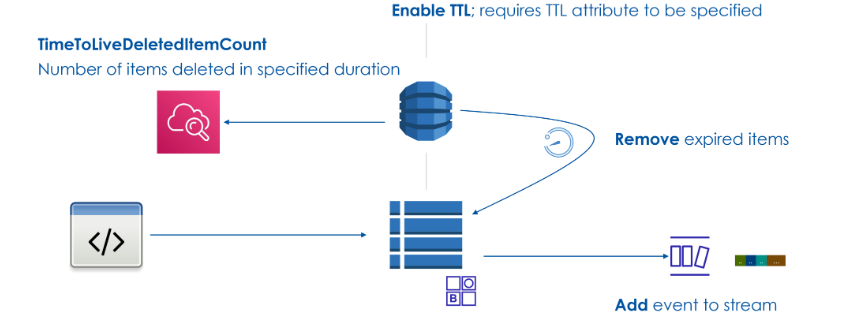 Enable TTL; requires TTL attribute to be specified
TimeToLiveDeletedItemCount
Number of items deleted in specified duration
Remove expired items
</>
B
Add event to stream